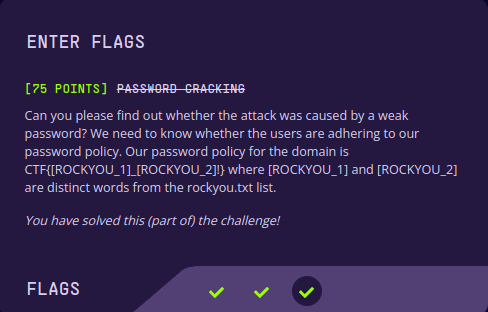 ENTER FLAGS
[75 POINTS] PASSWORD CRACKING
Can you please find out whether the attack was caused by a weak
password? We need to know whether the users are adhering to our
password policy. Our password policy for the domain is
CTF{[ROCKYOU_1]_[ROCKYOU_2]!} where [ROCKYOU_1] and [ROCKYOU_2]
are distinct words from the rockyou.txt list.
You have solved this (part of) the challenge!
FLAGS